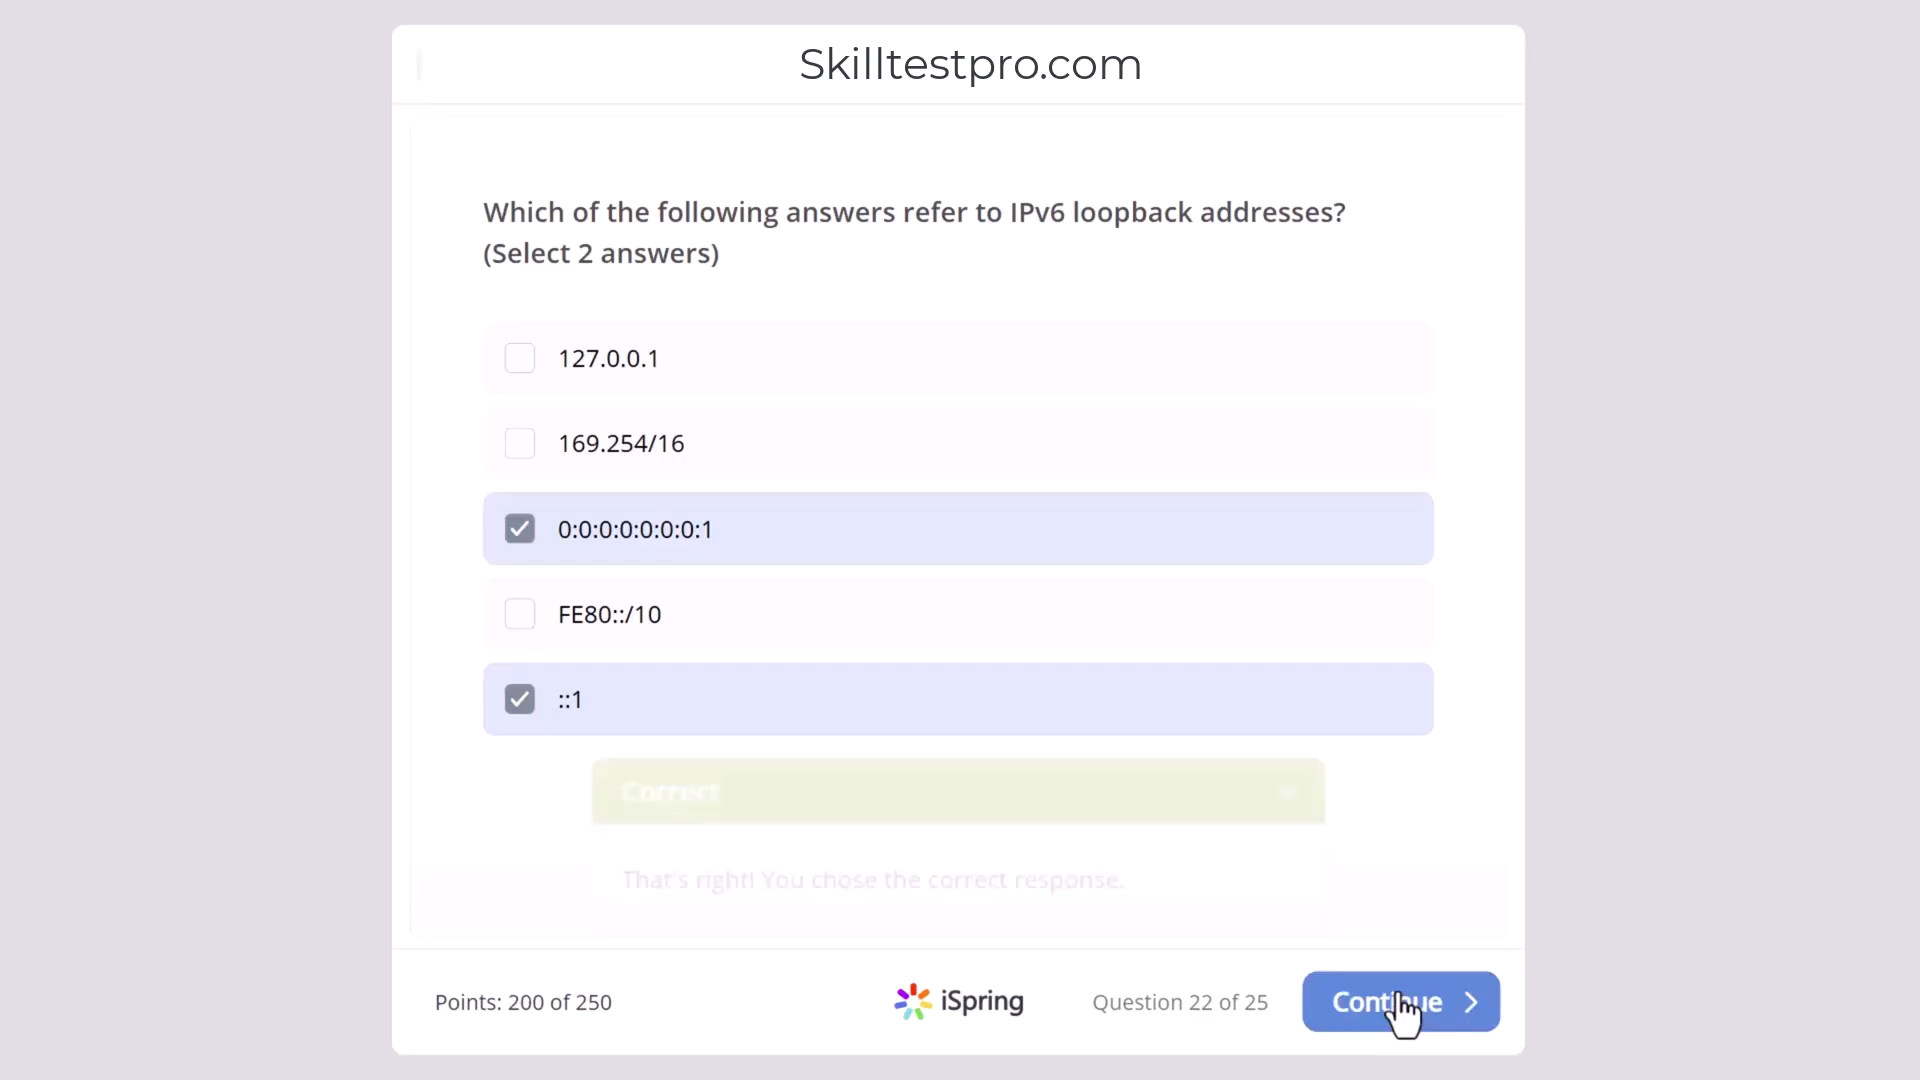 Skilltestpro.com
Which of the following answers refer to IPv6 loopback addresses?
(Select 2 answers)
127.0.0.1
169.254/16
0:0:0:0:0:0:0:1
FE80::/10
::1
Correct
That's right! You chose the correct response.
Points: 200 of 250
iSpring
Question 22 of 25
Continue